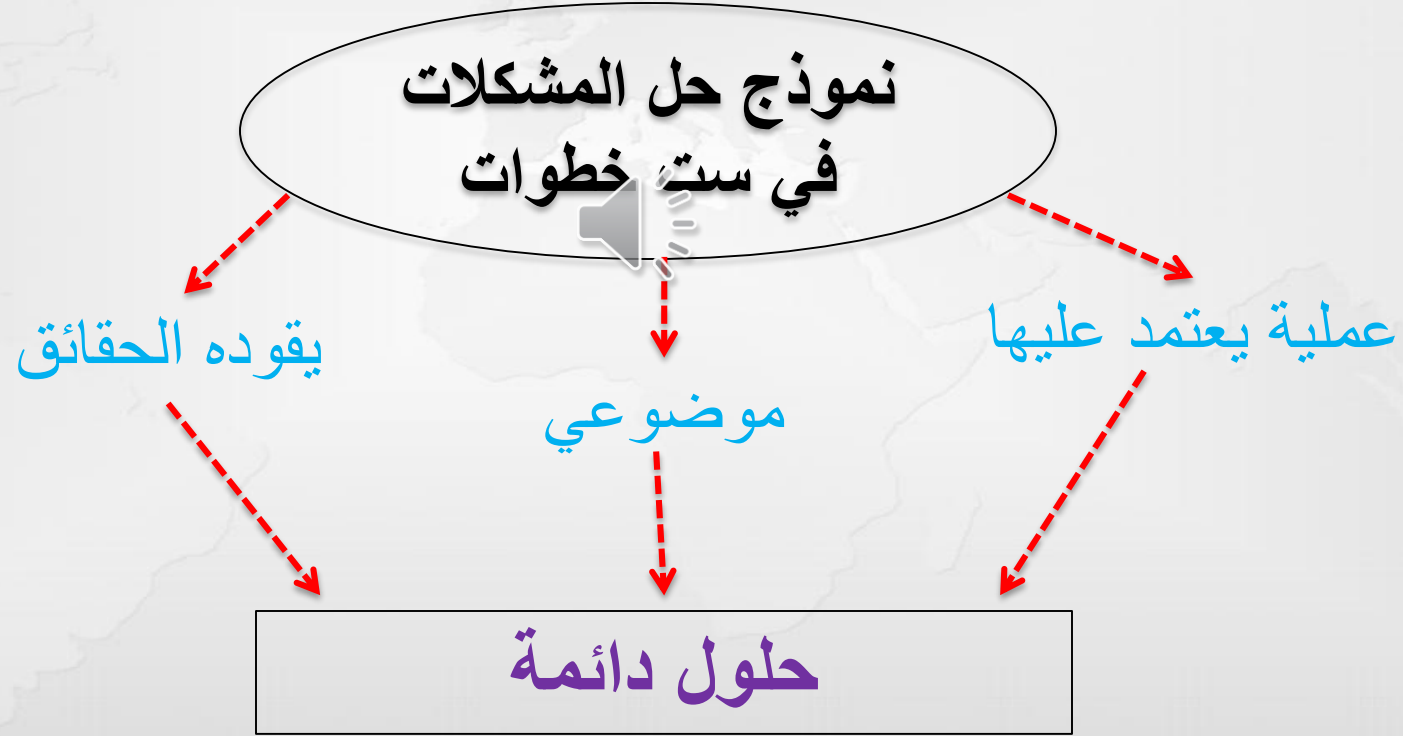 نموذج حل المشكلات
في ست خطوات
عملية يعتمد عليها
موضوعي
يقوده الحقائق
حلول دائمة